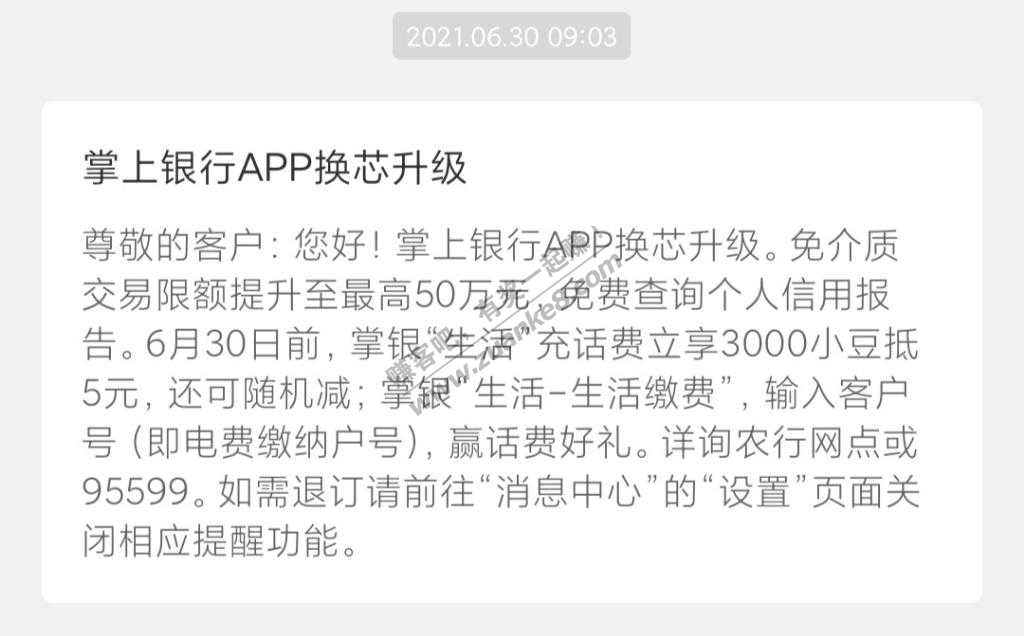 2021.06.30 09:03
掌上银行APP换芯升级
尊敬的客户：您好！掌上银行APP换芯升级。免介质
交易限额提升至最高50万元，免费查询个人信用报
告。6月30日前，掌银“生活”充话费立享3000小豆抵
5元，还可随机减；掌银“生活-生活缴费”，输入客户
号（即电费缴纳户号），赢话费好礼。详询农行网点或
95599。如需退订请前往“消息中心”的“设置”页面关
闭相应提醒功能。
赚客吧，有奖一起赚！
www.zuanke8.com